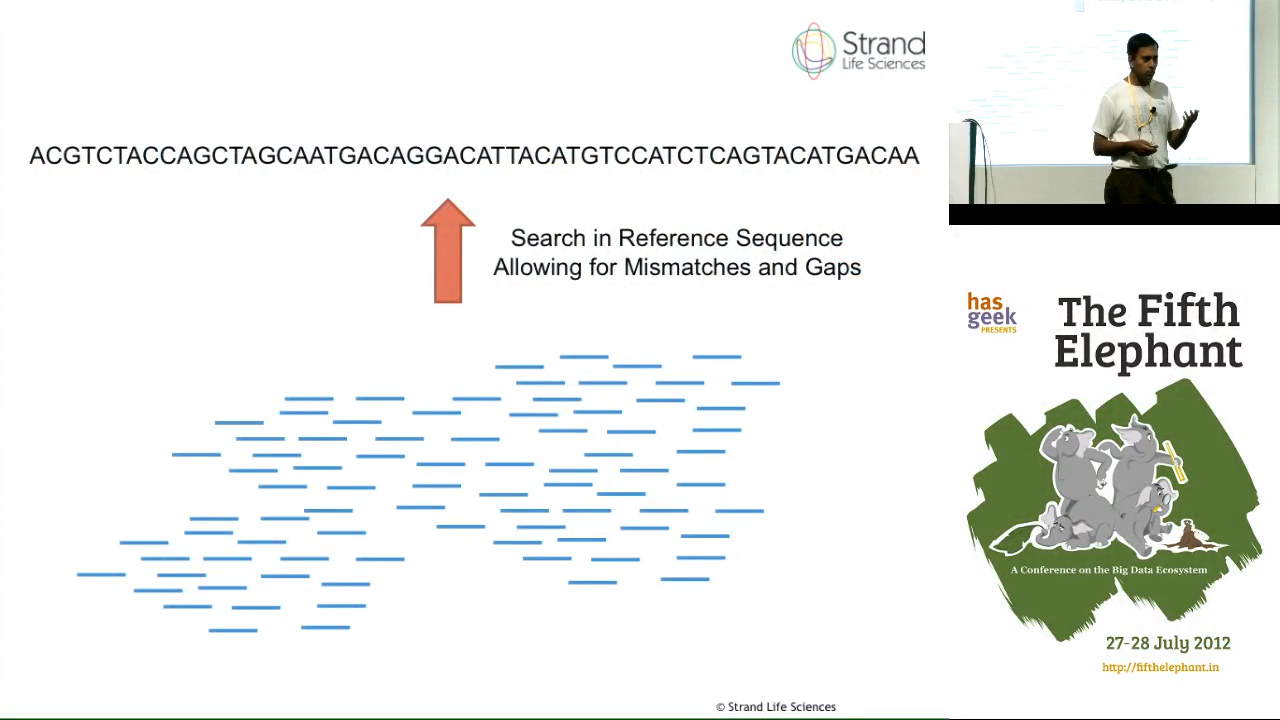 Strand
Life Sciences
ACGTCTACCAGCTAGCAATGACAGGACATTACATGTCCATCTCAGTACATGACAA
Search in Reference Sequence
Allowing for Mismatches and Gaps
© Strand Life Sciences
has
geek
PRESENTS
The Fifth
Elephant
A Conference on the Big Data Ecosystem
27-28 July 2012
http://fifthelephant.in